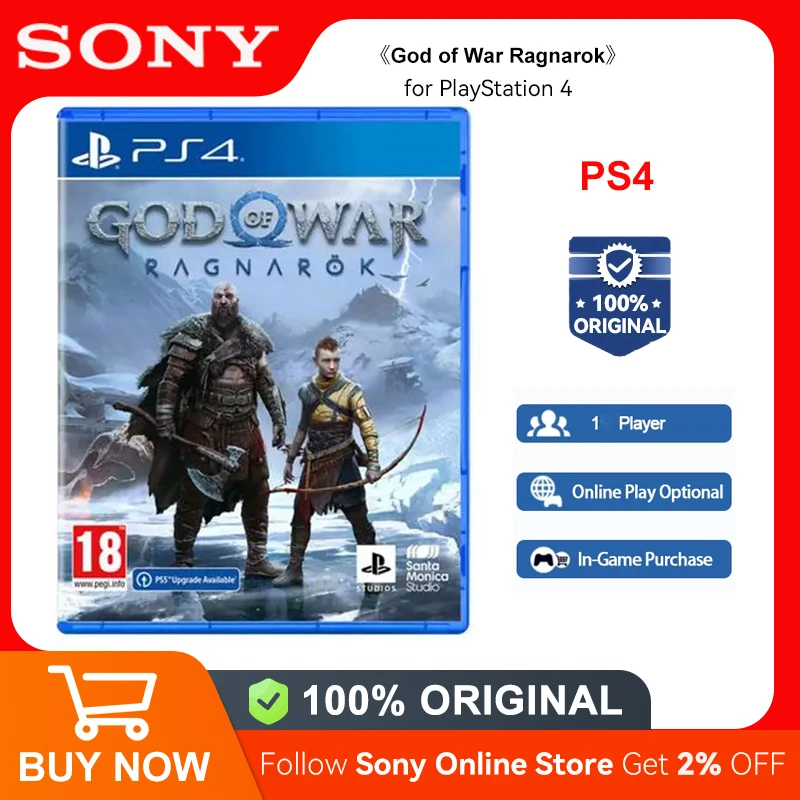 SONY
《God of War Ragnarok》
for PlayStation 4
PS4
GOD OF WAR
RAGNARÖK
18
www.pegi.info
PS5™ Upgrade Available
STUDIOS
Santa
Monica
Studio
PS4
100%
ORIGINAL
1 Player
Online Play Optional
In-Game Purchase
100% ORIGINAL
BUY NOW
Follow Sony Online Store Get 2% OFF